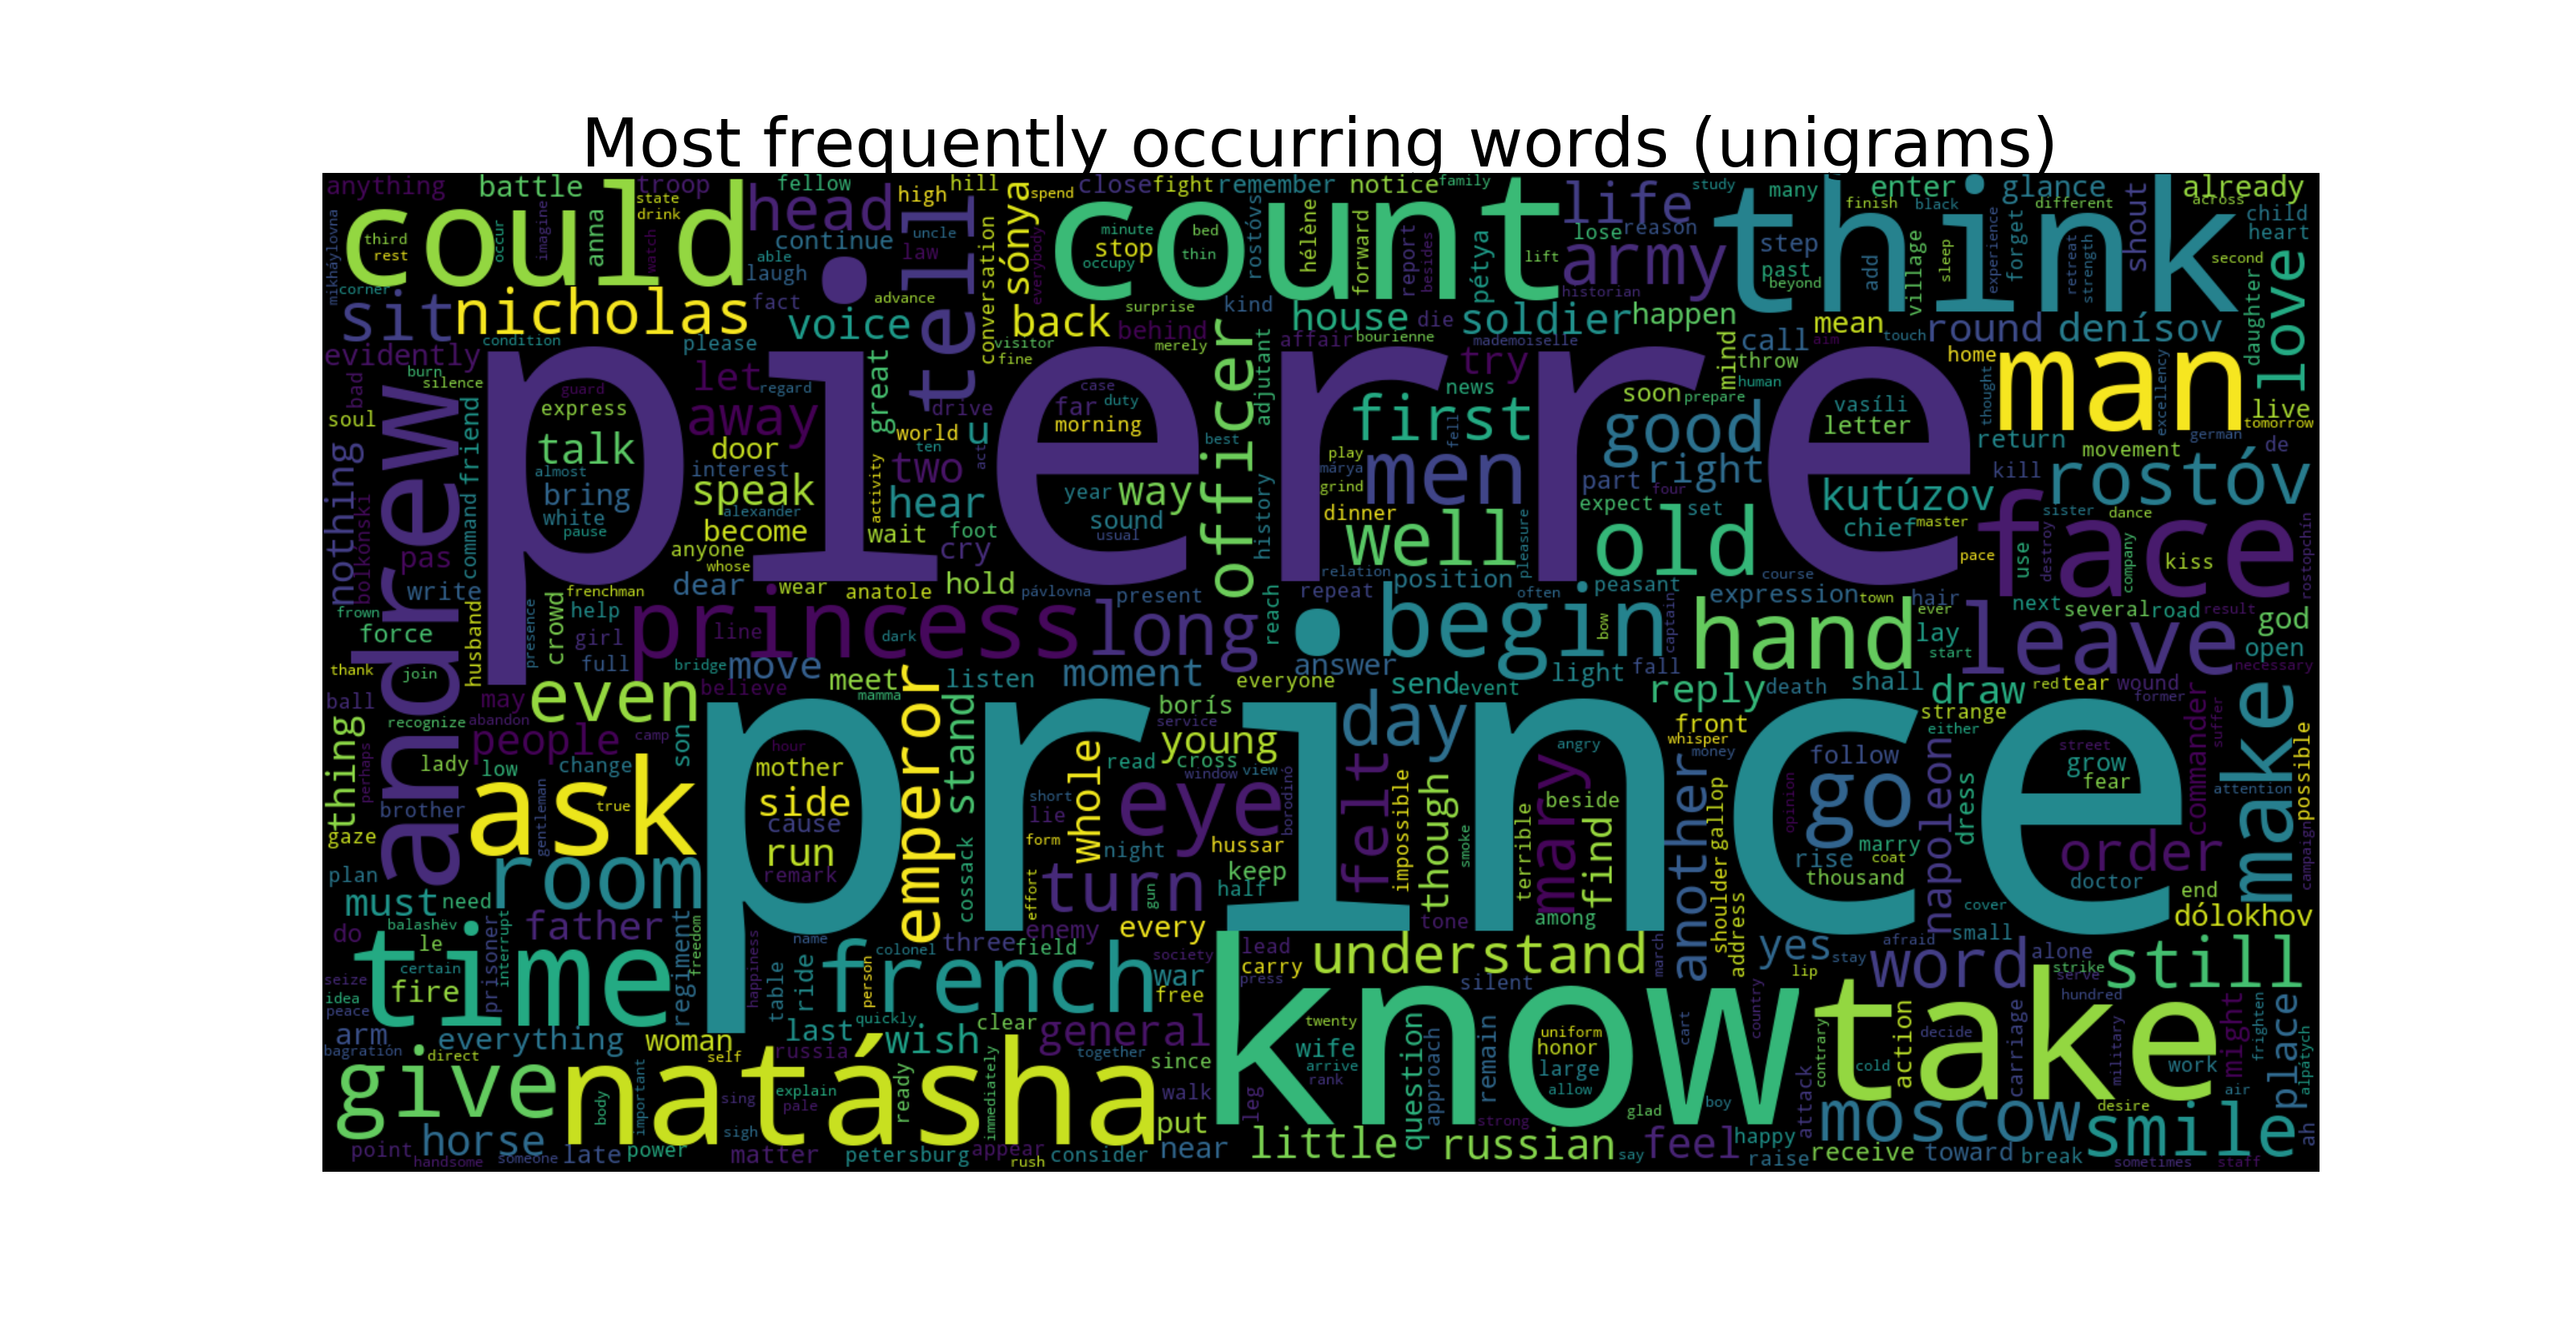 Most frequently occurring words (unigrams)
anything battle troop fellow high hill spend close fight remember notice family study many enter glance already
could state drink head tell sónya count life think different across
mikháylovna third rest occur imagine anna watch continue able laugh uncle law conversation everybody minute stop occupy bed thin rostóvs hélène forward report besides pétya lift army lose reason step past beyond finish black add village sleep experience forget retreat strength shout child heart second
corner sit nicholas fact advance voice back surprise behind kind house die soldier historian happen mean touch round denísov daughter love
evidently condition please great visitor fine merely officer adjutant affair bourienne mademoiselle try call aim mind throw home man
burn silence bad andrew pierre guard let regard express away drive case far duty morning news first soon prepare human good vasíli letter thought excellency live tomorrow
soul nothing friend talk door world u best play fell men right return movement german de
almost interest two ten act márya grind part four kill rostóv
bolkónski command bring speak activity hear year way history dinner expect set kutúzov sister dance
white alexander become wait foot sound usual well pleasure old chief master face
pause anyone whose cry relation pace use destroy company kiss rostopchin
pas write dear wear anatole hold pávlovna present repeat position often peasant course expression town hair next several road result
frown frenchman help crowd princess line dark long reach begin bow captain hand ever lay leave god
force husband presence girl full bridge move moment answer light fall start open necessary
thank join may believe meet mamma listen everyone send event reply death shall draw red tear wound former
ball recognize abandon even son emperor stand borís service young day front whisper strange either commander suffer make
thing perhaps people camp prince hour angry money follow street
lady low change mother whole read cross window view felt impossible though mary another go napoleon dress grow fear attention possible
brother ask true side cause short lie eye borodinó beside opinion
gaze gentleman run form night hussar smoke terrible find gallop marry order
plan room remark cossack effort turn gun keep half rise coat thousand doctor end campaign
must need father among shoulder address cover small dólokhov
do balashëv le prisoner interrupt regiment freedom name happiness colonel three enemy field every tone yes afraid alone
time certain french society war lead carry press understand march stay lip word strike serve still
seize idea fire table ride person free silent country hundred
peace arm everything last quickly wish clear general twenty know uniform honor take
bagratión direct woman self russia together since wife arrive rank question approach remain large allow cart contrary cold action decide carriage military work might frighten place alpátych
give natásha body important explain pale sing ready immediately walk leg glad boy attack moscow desire air
horse sigh put strong smile ah
point handsome someone late power matter petersburg appear rush consider near little russian say feel happy raise receive toward break sometimes staff